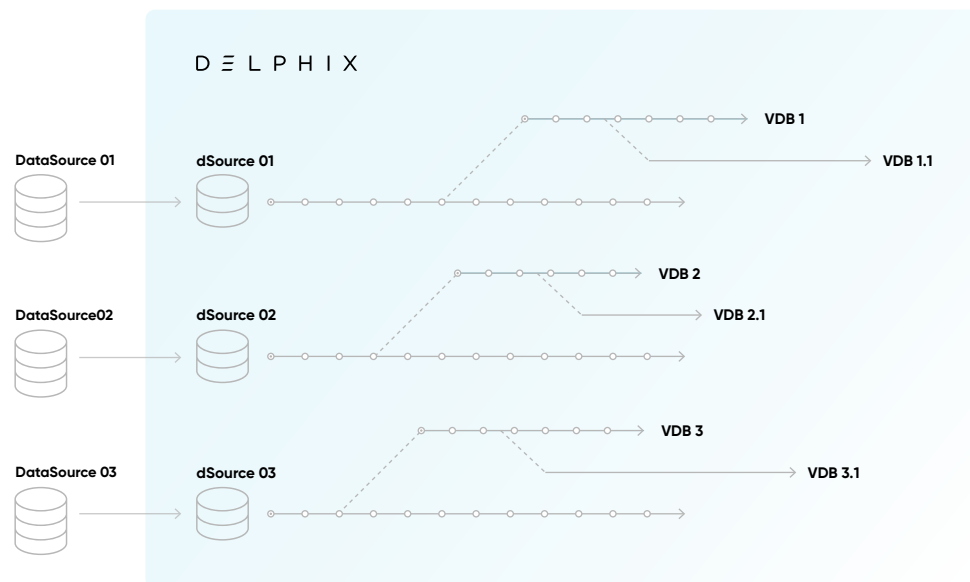 DELPHIX
VDB 1
DataSource 01
dSource 01
VDB 1.1
VDB 2
DataSource02
dSource 02
VDB 2.1
VDB 3
DataSource 03
dSource 03
VDB 3.1